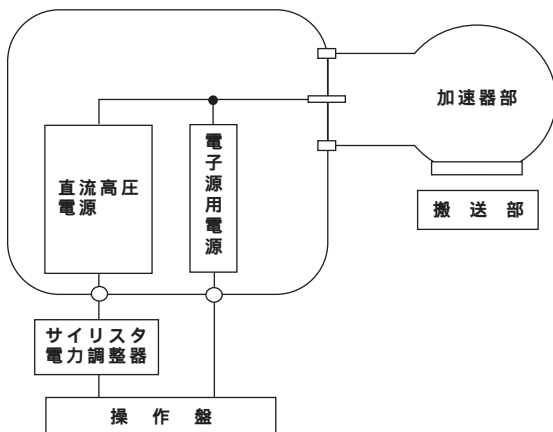 加速器部
直流高圧
電源
電子源用電源
搬送部
サイリスタ
電力調整器
操作盤